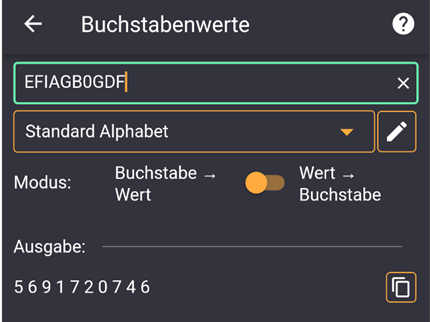 Buchstabenwerte
EFIAGB0GDF
Standard Alphabet
Modus: Buchstabe → Wert Wert → Buchstabe
Ausgabe:
5 6 9 1 7 2 0 7 4 6